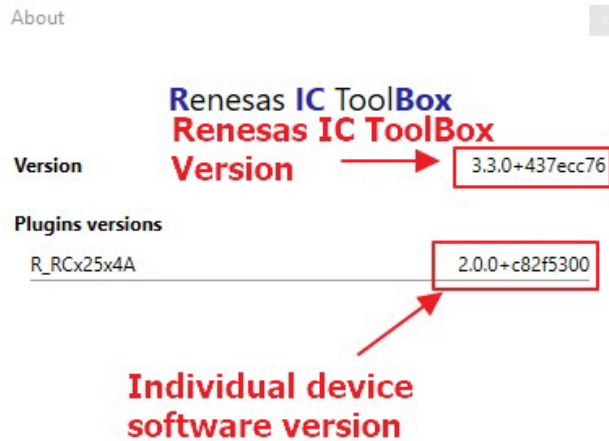 About
Renesas IC ToolBox
Renesas IC ToolBox
Version
Version
3.3.0+437ecc76
Plugins versions
R_RCx25x4A
2.0.0+c82f5300
Individual device
software version